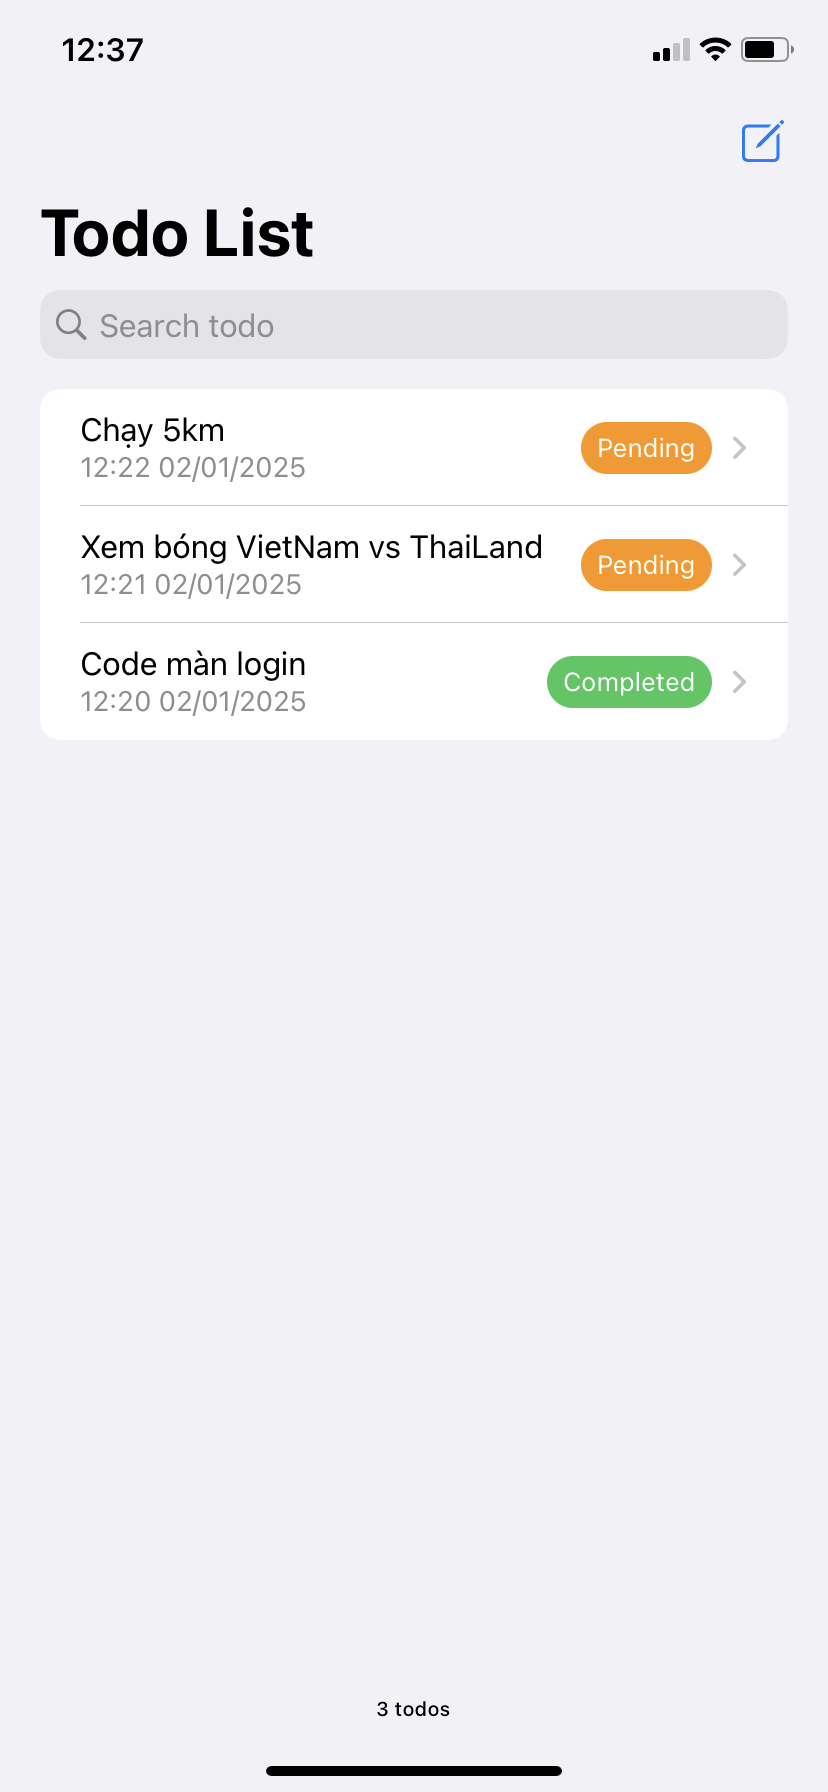 12:37
Todo List
Search todo
Chạy 5km
Pending
12:22 02/01/2025
Xem bóng VietNam vs ThaiLand
Pending
12:21 02/01/2025
Code màn login
Completed
12:20 02/01/2025
3 todos